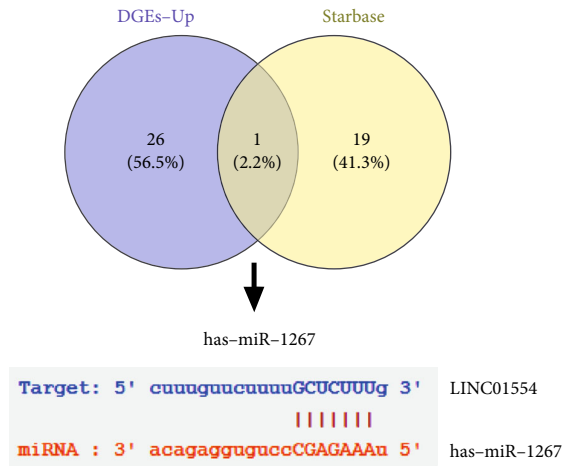 DGEs–Up
Starbase
26
(56.5%)
1
(2.2%)
19
(41.3%)
has–miR–1267
Target: 5' cuuuguucuuuuGCUCUUUg 3' LINC01554
|||||||
miRNA : 3' acagagguguccCGAGAAAu 5' has–miR–1267